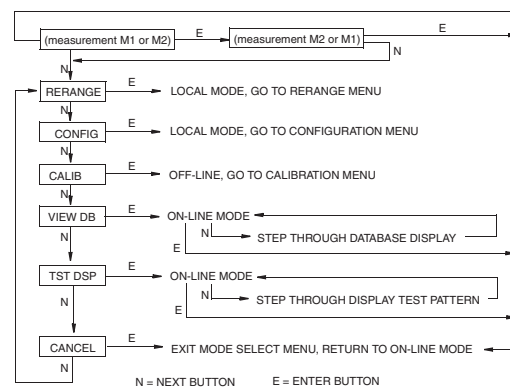 (measurement M1 or M2) E (measurement M2 or M1) E
N
N
RERANGE E LOCAL MODE, GO TO RERANGE MENU
N
CONFIG E LOCAL MODE, GO TO CONFIGURATION MENU
N
CALIB E OFF-LINE, GO TO CALIBRATION MENU
N
VIEW DB E ON-LINE MODE
N STEP THROUGH DATABASE DISPLAY
N E
TST DSP E ON-LINE MODE
N STEP THROUGH DISPLAY TEST PATTERN
N E
CANCEL E EXIT MODE SELECT MENU, RETURN TO ON-LINE MODE
N
N = NEXT BUTTON E = ENTER BUTTON